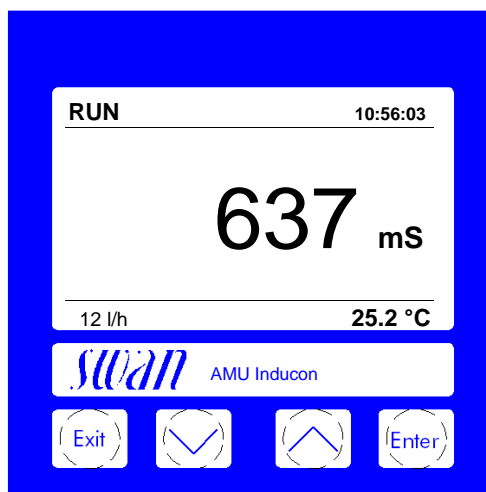 RUN 10:56:03
637 mS
12 l/h 25.2 °C
swan AMU Inducon
Exit Enter